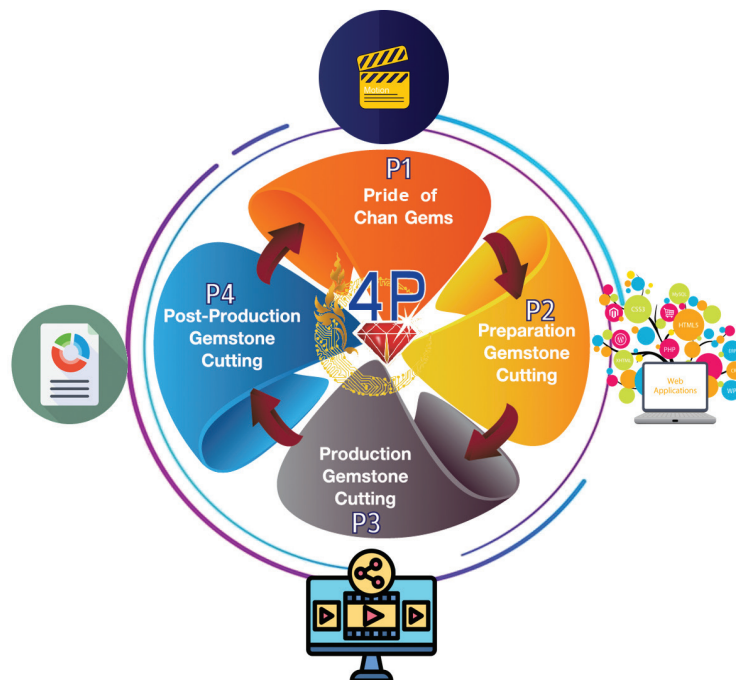 Motion
P1
Pride of
Chan Gems
4P
P2
Preparation
Gemstone
Cutting
P4
Post-Production
Gemstone
Cutting
Production
Gemstone
Cutting
P3
MySQL
CSS3
HTML5
PHP
Web
Applications